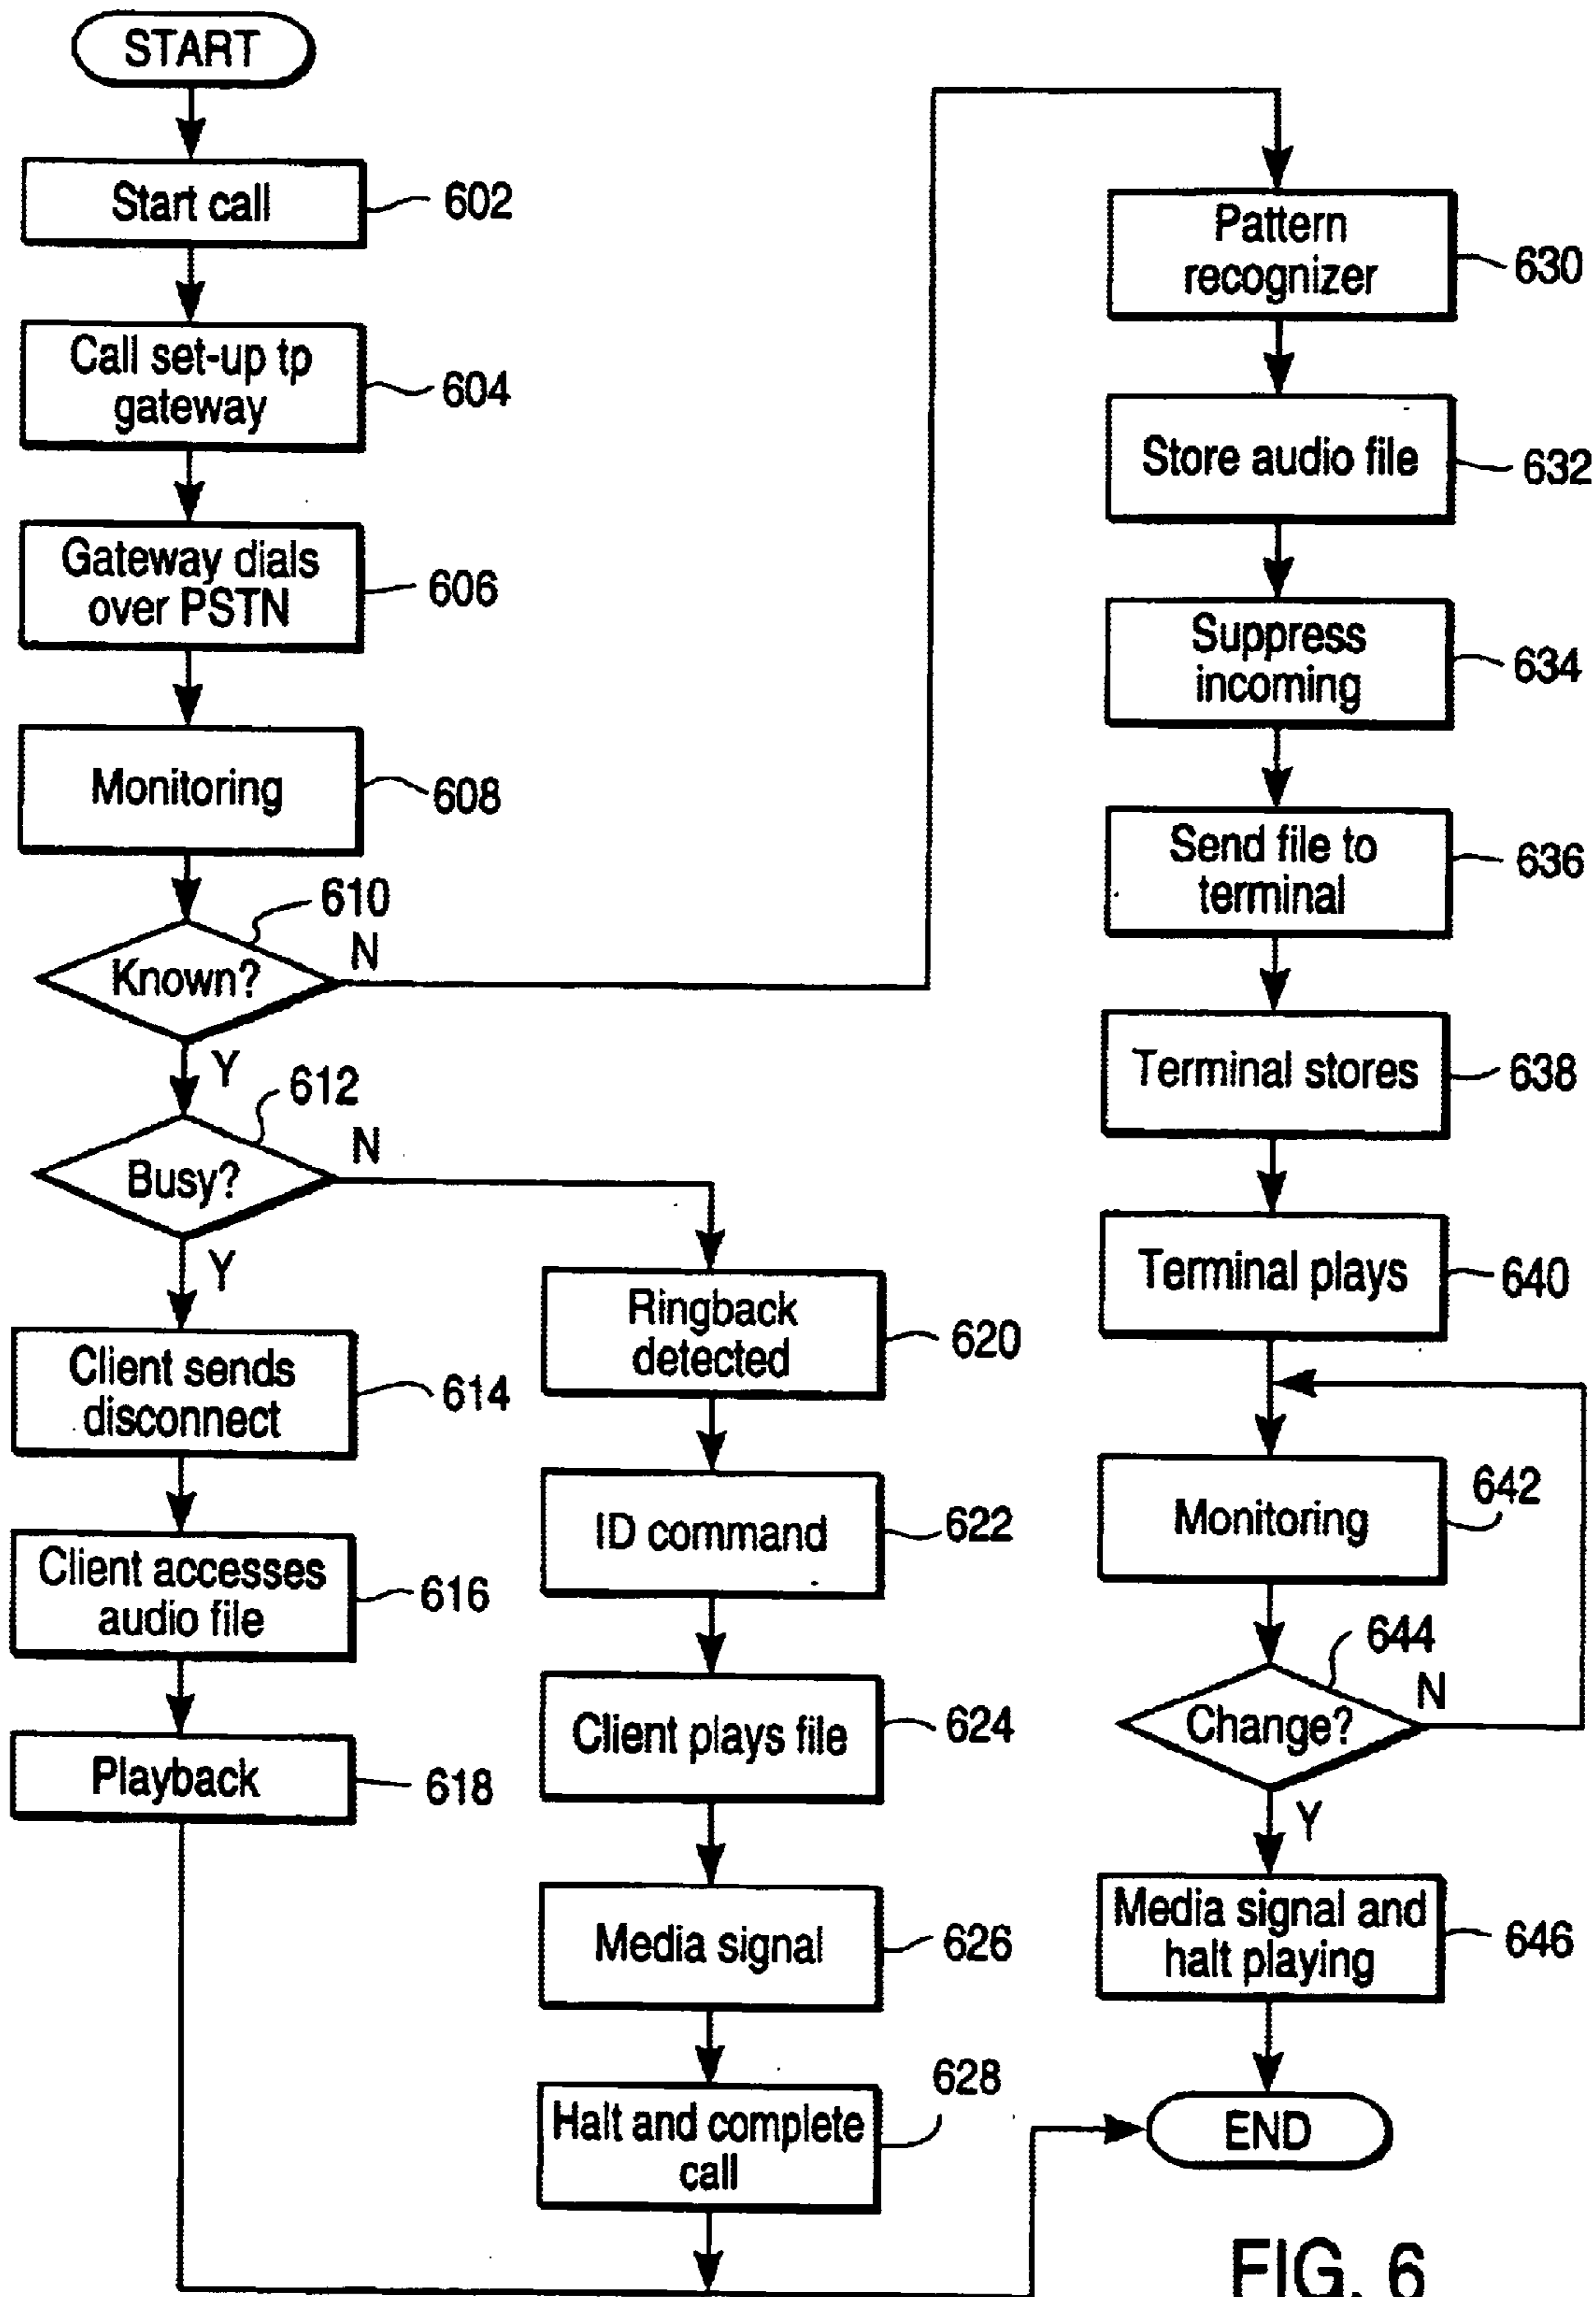 START
Start call
602
Call set-up tp
gateway
604
Gateway dials
over PSTN
606
Monitoring
608
610
Known?
N
Y
612
Busy?
N
Y
Client sends
disconnect
614
Client accesses
audio file
616
Playback
618
Ringback
detected
620
ID command
622
Client plays file
624
Media signal
626
628
Halt and complete
call
Pattern
recognizer
630
Store audio file
632
Suppress
incoming
634
Send file to
terminal
636
Terminal stores
638
Terminal plays
640
Monitoring
642
644
Change?
N
Y
Media signal and
halt playing
646
END
FIG. 6